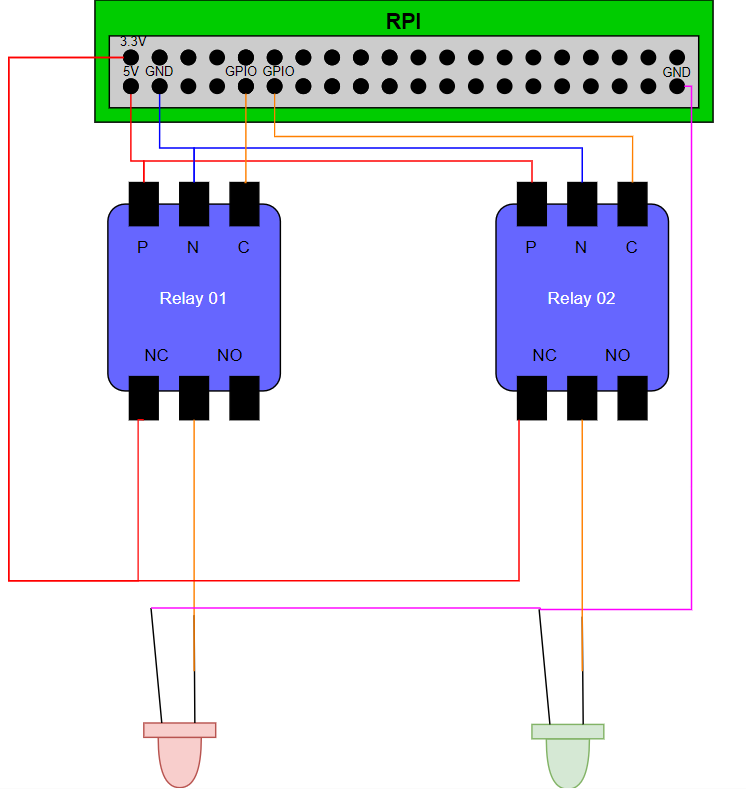 RPI
3.3V
5V GND GPIO GPIO GND
P N C P N C
Relay 01 Relay 02
NC NO NC NO